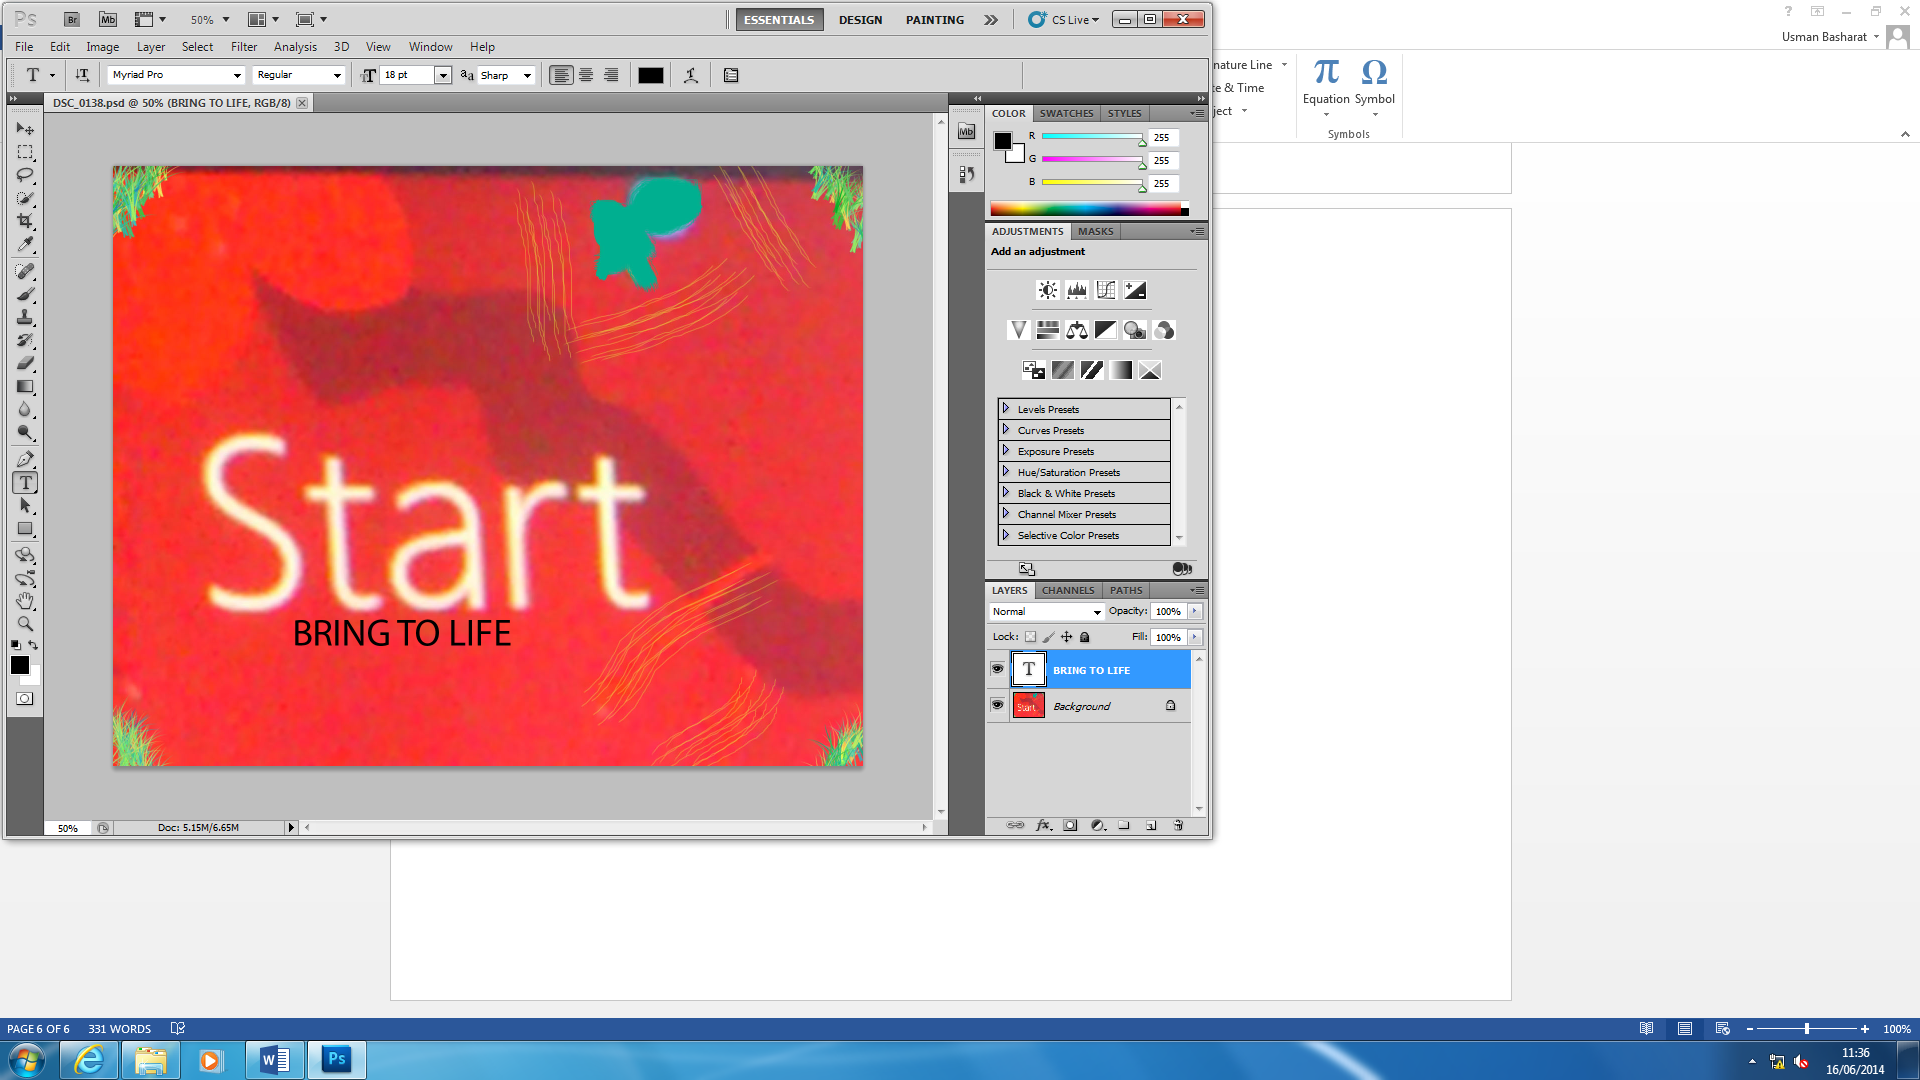 Ps Br Mb 50% ESSENTIALS DESIGN PAINTING CS Live
File Edit Image Layer Select Filter Analysis 3D View Window Help
T Myriad Pro Regular 18 pt Sharp
DSC_0138.psd @ 50% (BRING TO LIFE, RGB/8)
Start
BRING TO LIFE
50% Doc: 5.15M/6.65M
Mb
COLOR SWATCHES STYLES
R 255
G 255
B 255
ADJUSTMENTS MASKS
Add an adjustment
Levels Presets
Curves Presets
Exposure Presets
Hue/Saturation Presets
Black & White Presets
Channel Mixer Presets
Selective Color Presets
LAYERS CHANNELS PATHS
Normal Opacity: 100%
Lock: Fill: 100%
T BRING TO LIFE
Start Background
fx
Usman Basharat
nature Line
te & Time
ject
π Ω
Equation Symbol
Symbols
PAGE 6 OF 6 331 WORDS 100%
W Ps
11:36
16/06/2014